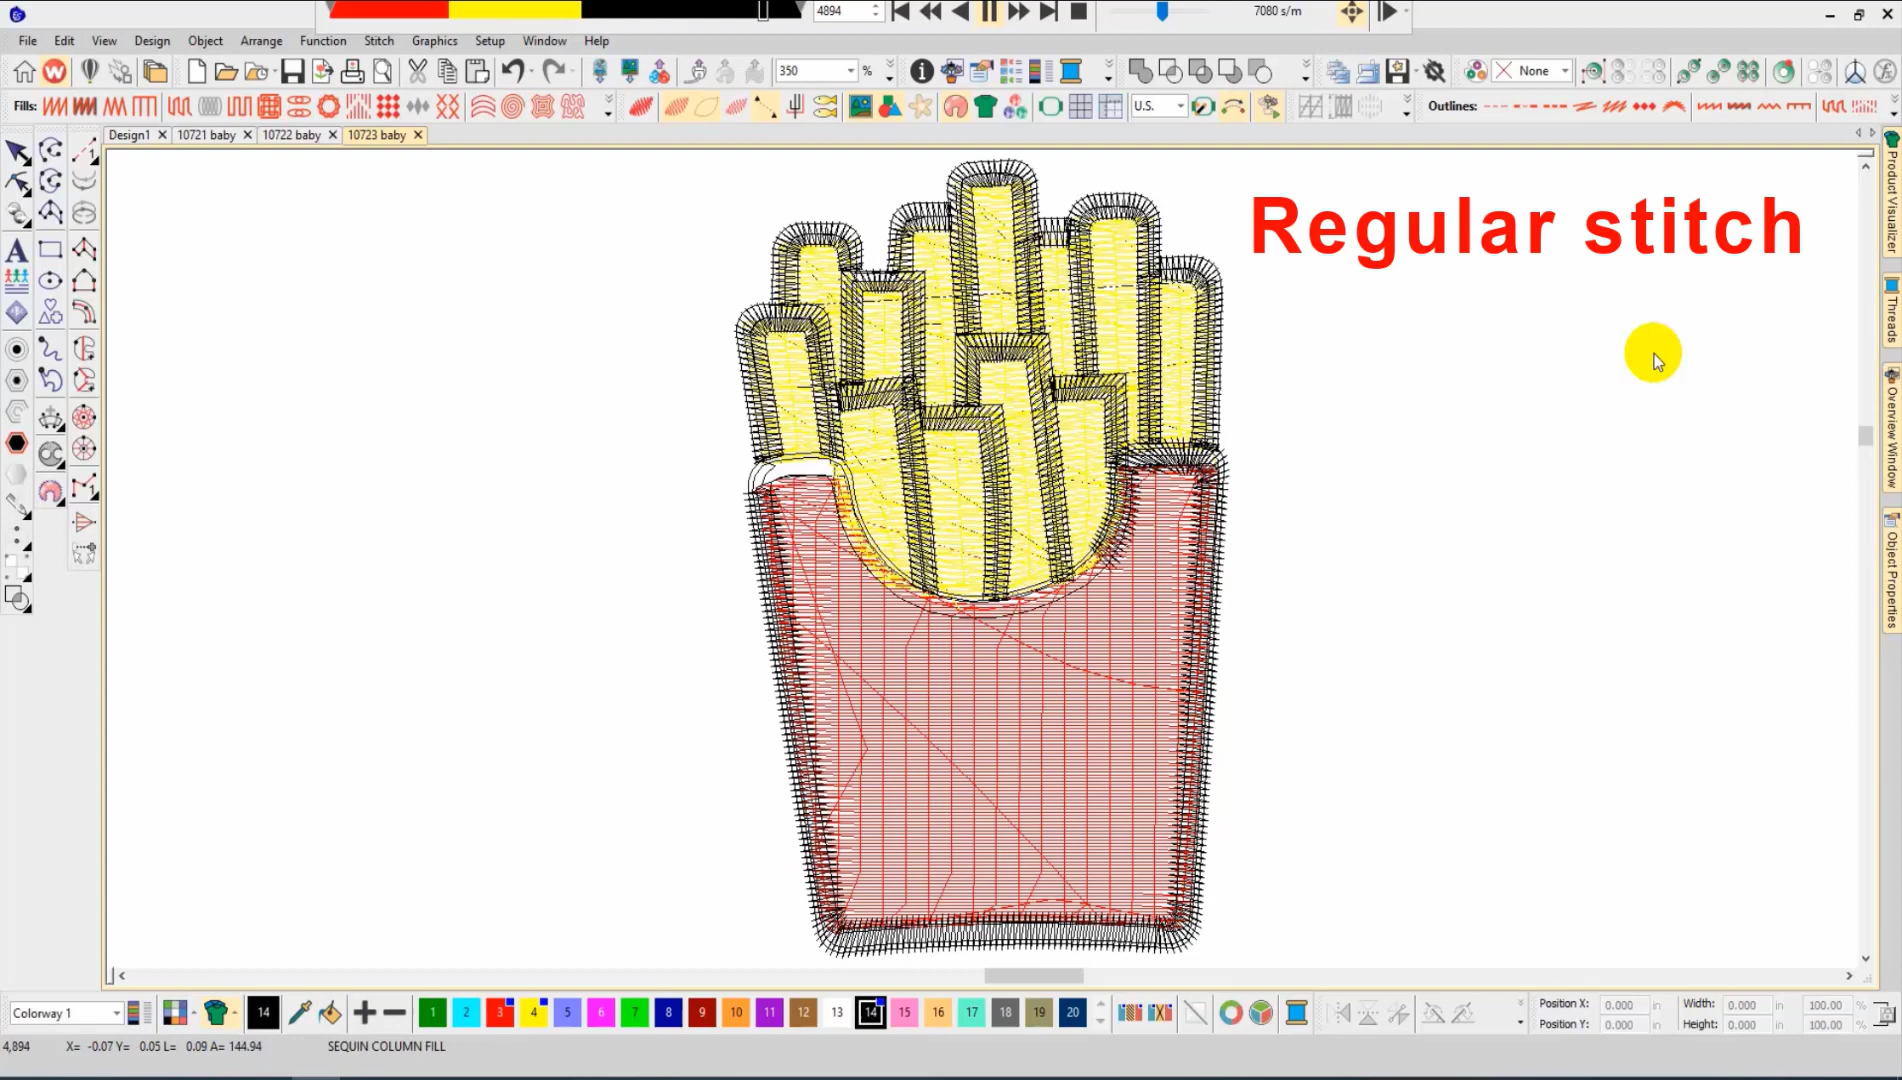 4894
7080 s/m
File Edit View Design Object Arrange Function Stitch Graphics Setup Window Help
350 % None
Fills: U.S. Outlines:
Design1 10721 baby 10722 baby 10723 baby
Regular stitch
A
Product Visualizer
Threads
Overview Window
Object Properties
Colorway 1 14 1 2 3 4 5 6 7 8 9 10 11 12 13 14 15 16 17 18 19 20
Position X: 0.000 in Width: 0.000 in 100.00 %
Position Y: 0.000 in Height: 0.000 in 100.00 %
4,894 X= -0.07 Y= 0.05 L= 0.09 A= 144.94 SEQUIN COLUMN FILL